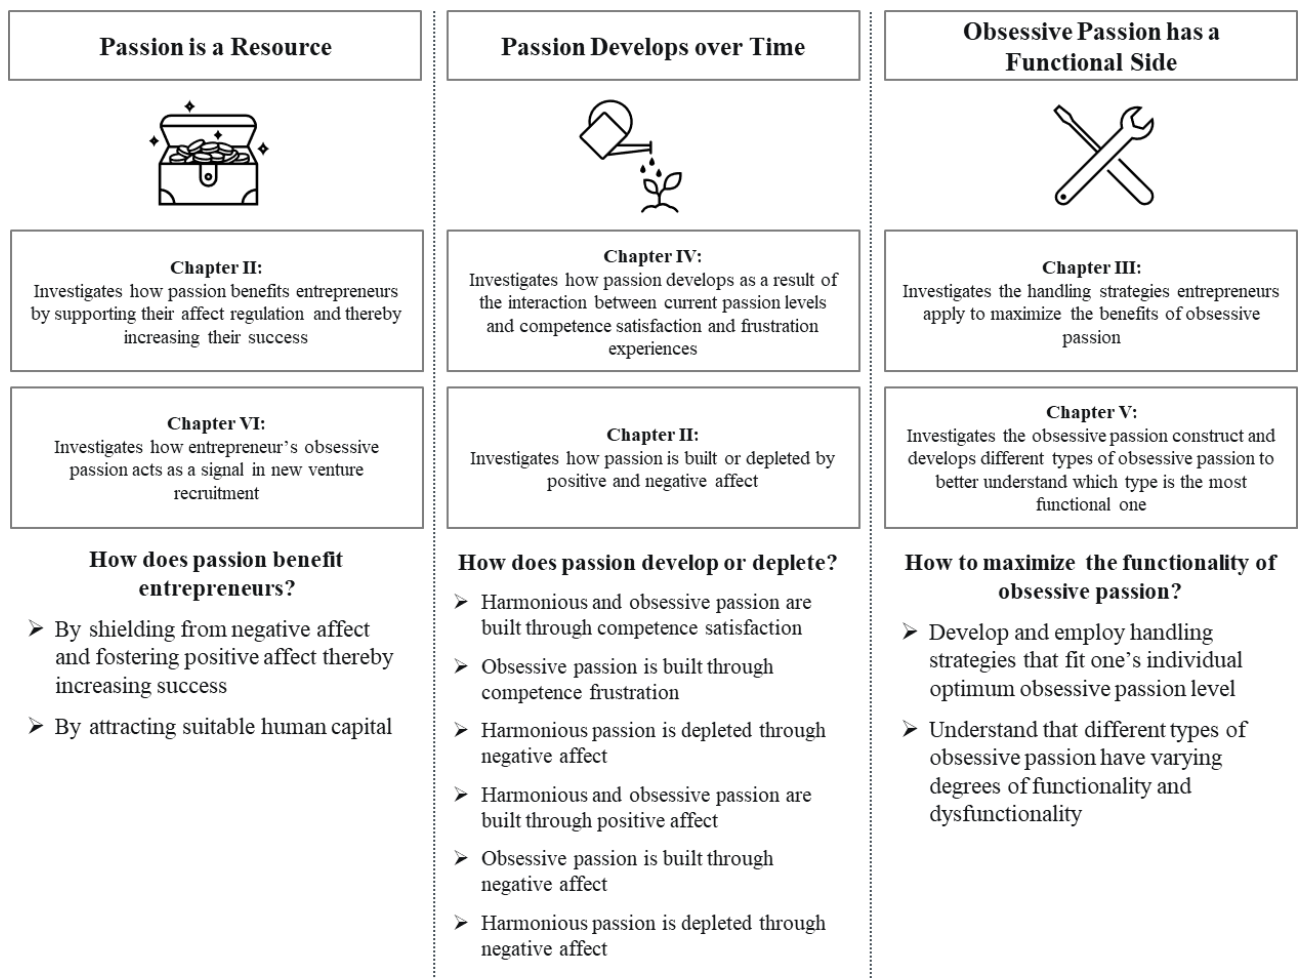 Passion is a Resource
Chapter II:
Investigates how passion benefits entrepreneurs
by supporting their affect regulation and thereby
increasing their success
Chapter VI:
Investigates how entrepreneur’s obsessive
passion acts as a signal in new venture
recruitment
How does passion benefit
entrepreneurs?
➢ By shielding from negative affect
and fostering positive affect thereby
increasing success
➢ By attracting suitable human capital
Passion Develops over Time
Chapter IV:
Investigates how passion develops as a result of
the interaction between current passion levels
and competence satisfaction and frustration
experiences
Chapter II:
Investigates how passion is built or depleted by
positive and negative affect
How does passion develop or deplete?
➢ Harmonious and obsessive passion are
built through competence satisfaction
➢ Obsessive passion is built through
competence frustration
➢ Harmonious passion is depleted through
negative affect
➢ Harmonious and obsessive passion are
built through positive affect
➢ Obsessive passion is built through
negative affect
➢ Harmonious passion is depleted through
negative affect
Obsessive Passion has a
Functional Side
Chapter III:
Investigates the handling strategies entrepreneurs
apply to maximize the benefits of obsessive
passion
Chapter V:
Investigates the obsessive passion construct and
develops different types of obsessive passion to
better understand which type is the most
functional one
How to maximize the functionality of
obsessive passion?
➢ Develop and employ handling
strategies that fit one’s individual
optimum obsessive passion level
➢ Understand that different types of
obsessive passion have varying
degrees of functionality and
dysfunctionality